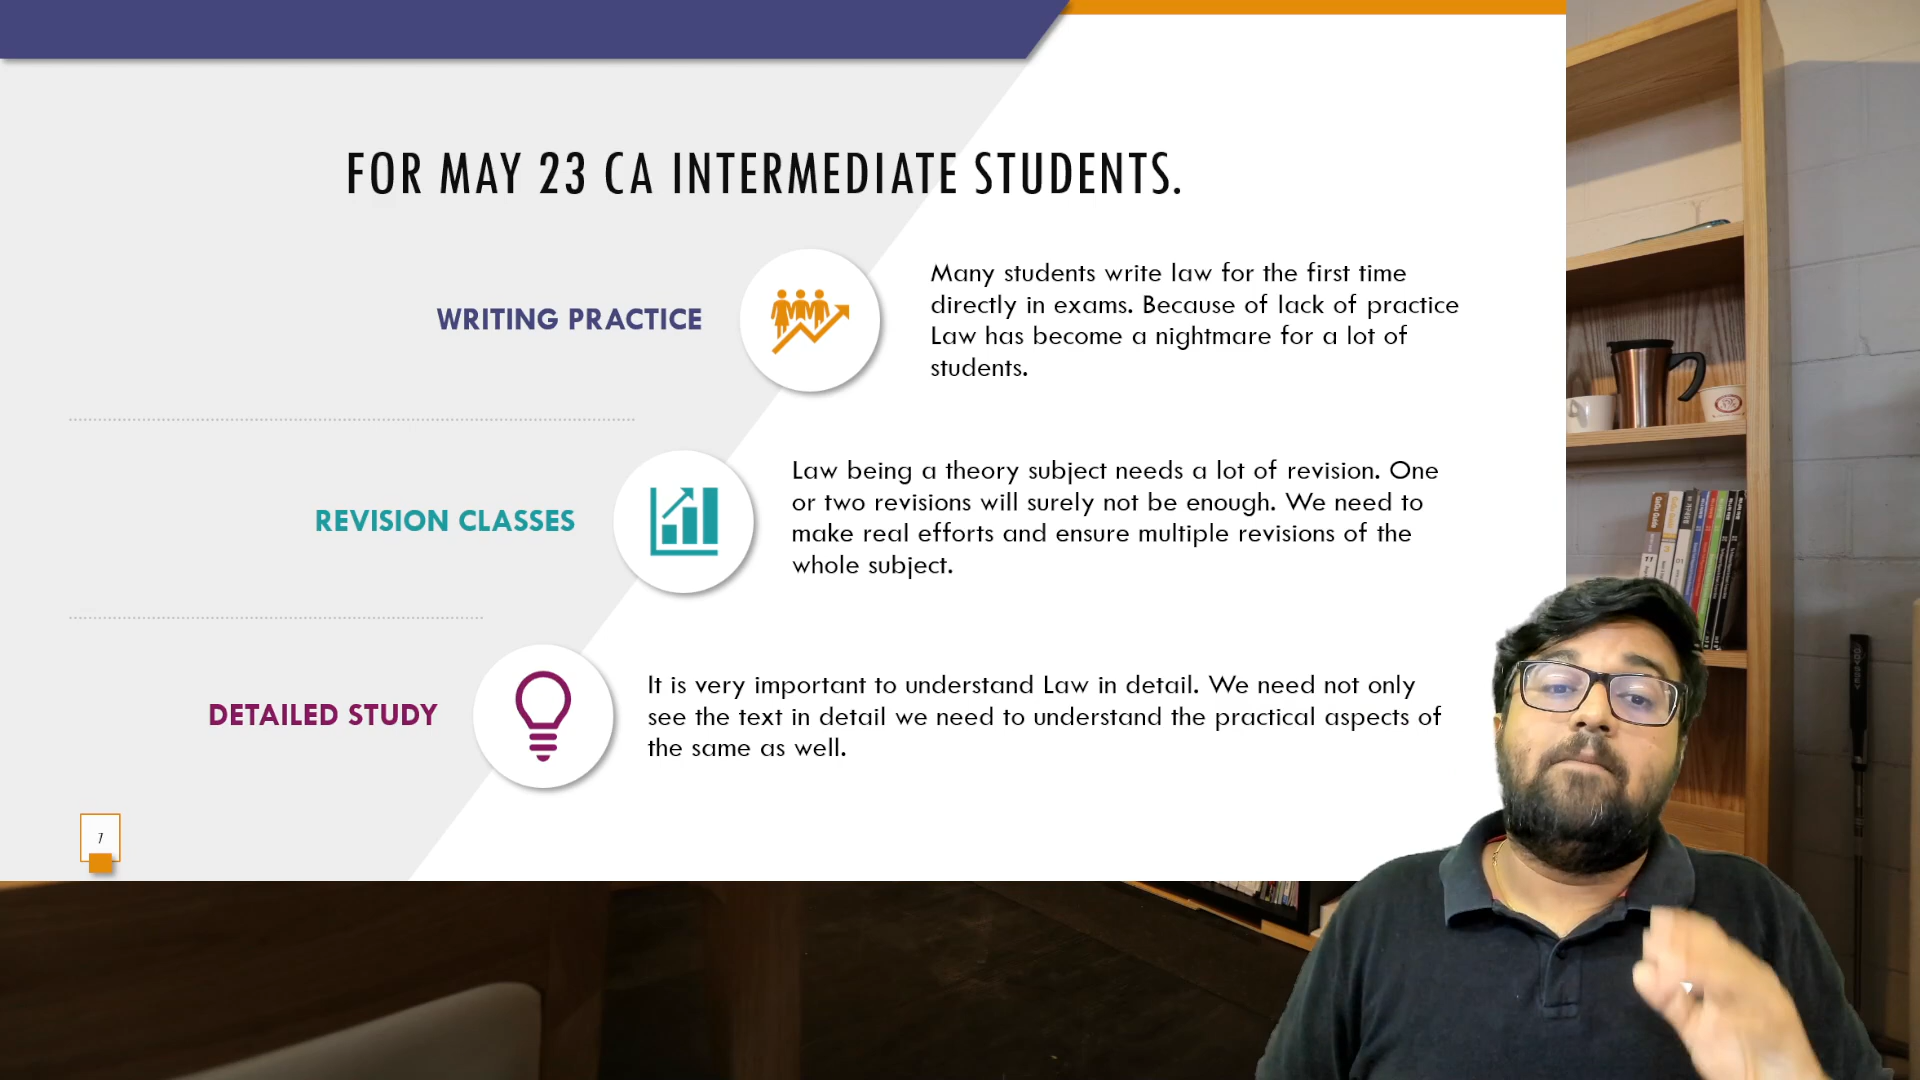 FOR MAY 23 CA INTERMEDIATE STUDENTS.
WRITING PRACTICE
Many students write law for the first time
directly in exams. Because of lack of practice
Law has become a nightmare for a lot of
students.
REVISION CLASSES
Law being a theory subject needs a lot of revision. One
or two revisions will surely not be enough. We need to
make real efforts and ensure multiple revisions of the
whole subject.
DETAILED STUDY
It is very important to understand Law in detail. We need not only
see the text in detail we need to understand the practical aspects of
the same as well.
1